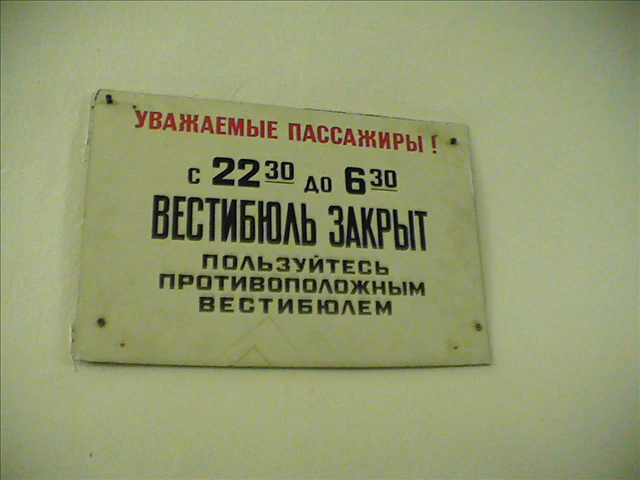 УВАЖАЕМЫЕ ПАССАЖИРЫ !
с 22 30 до 6 30
ВЕСТИБЮЛЬ ЗАКРЫТ
ПОЛЬЗУЙТЕСЬ
ПРОТИВОПОЛОЖНЫМ
ВЕСТИБЮЛЕМ